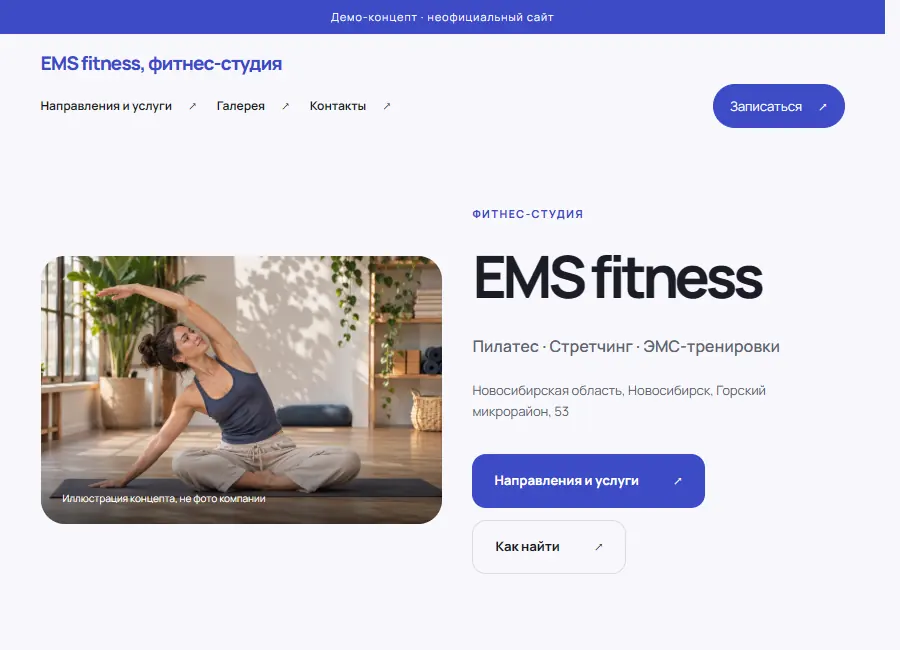 Демо-концепт · неофициальный сайт
EMS fitness, фитнес-студия
Направления и услуги ↗ Галерея ↗ Контакты ↗
Записаться ↗
ФИТНЕС-СТУДИЯ
EMS fitness
Пилатес · Стретчинг · ЭМС-тренировки
Новосибирская область, Новосибирск, Горский
микрорайон, 53
Направления и услуги ↗
Как найти ↗
Иллюстрация концепта, не фото компании